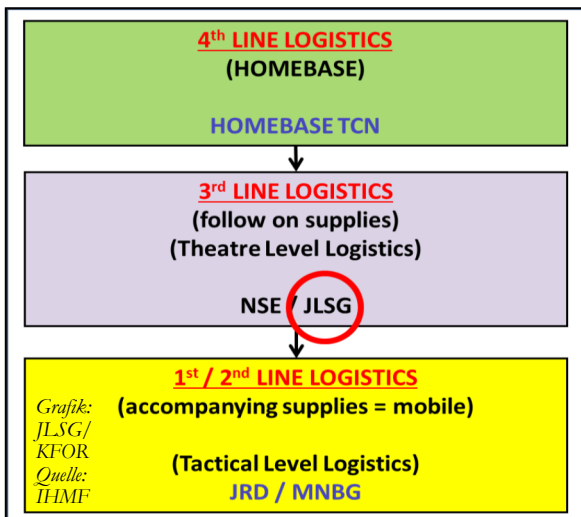 4th LINE LOGISTICS
(HOMEBASE)
HOMEBASE TCN
3rd LINE LOGISTICS
(follow on supplies)
(Theatre Level Logistics)
NSE / JLSG
1st / 2nd LINE LOGISTICS
(accompanying supplies = mobile)
(Tactical Level Logistics)
JRD / MNBG
Grafik:
JLSG/
KFOR
Quelle:
IHMF